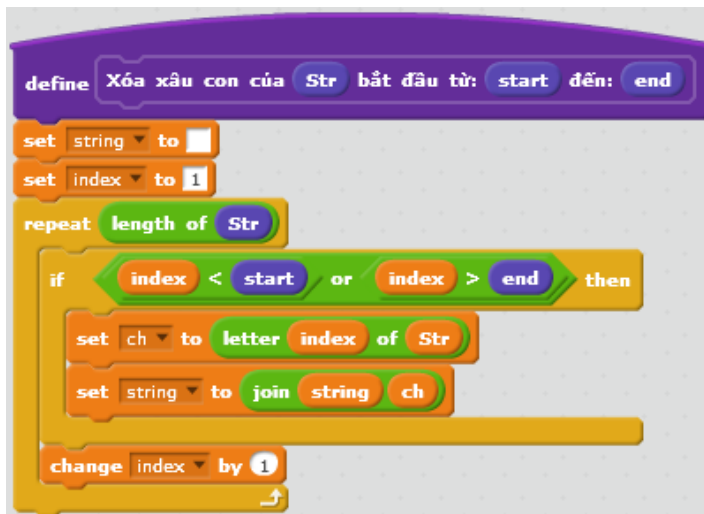 define Xóa xâu con của Str bắt đầu từ: start đến: end
set string to
set index to 1
repeat length of Str
if index < start or index > end then
set ch to letter index of Str
set string to join string ch
change index by 1